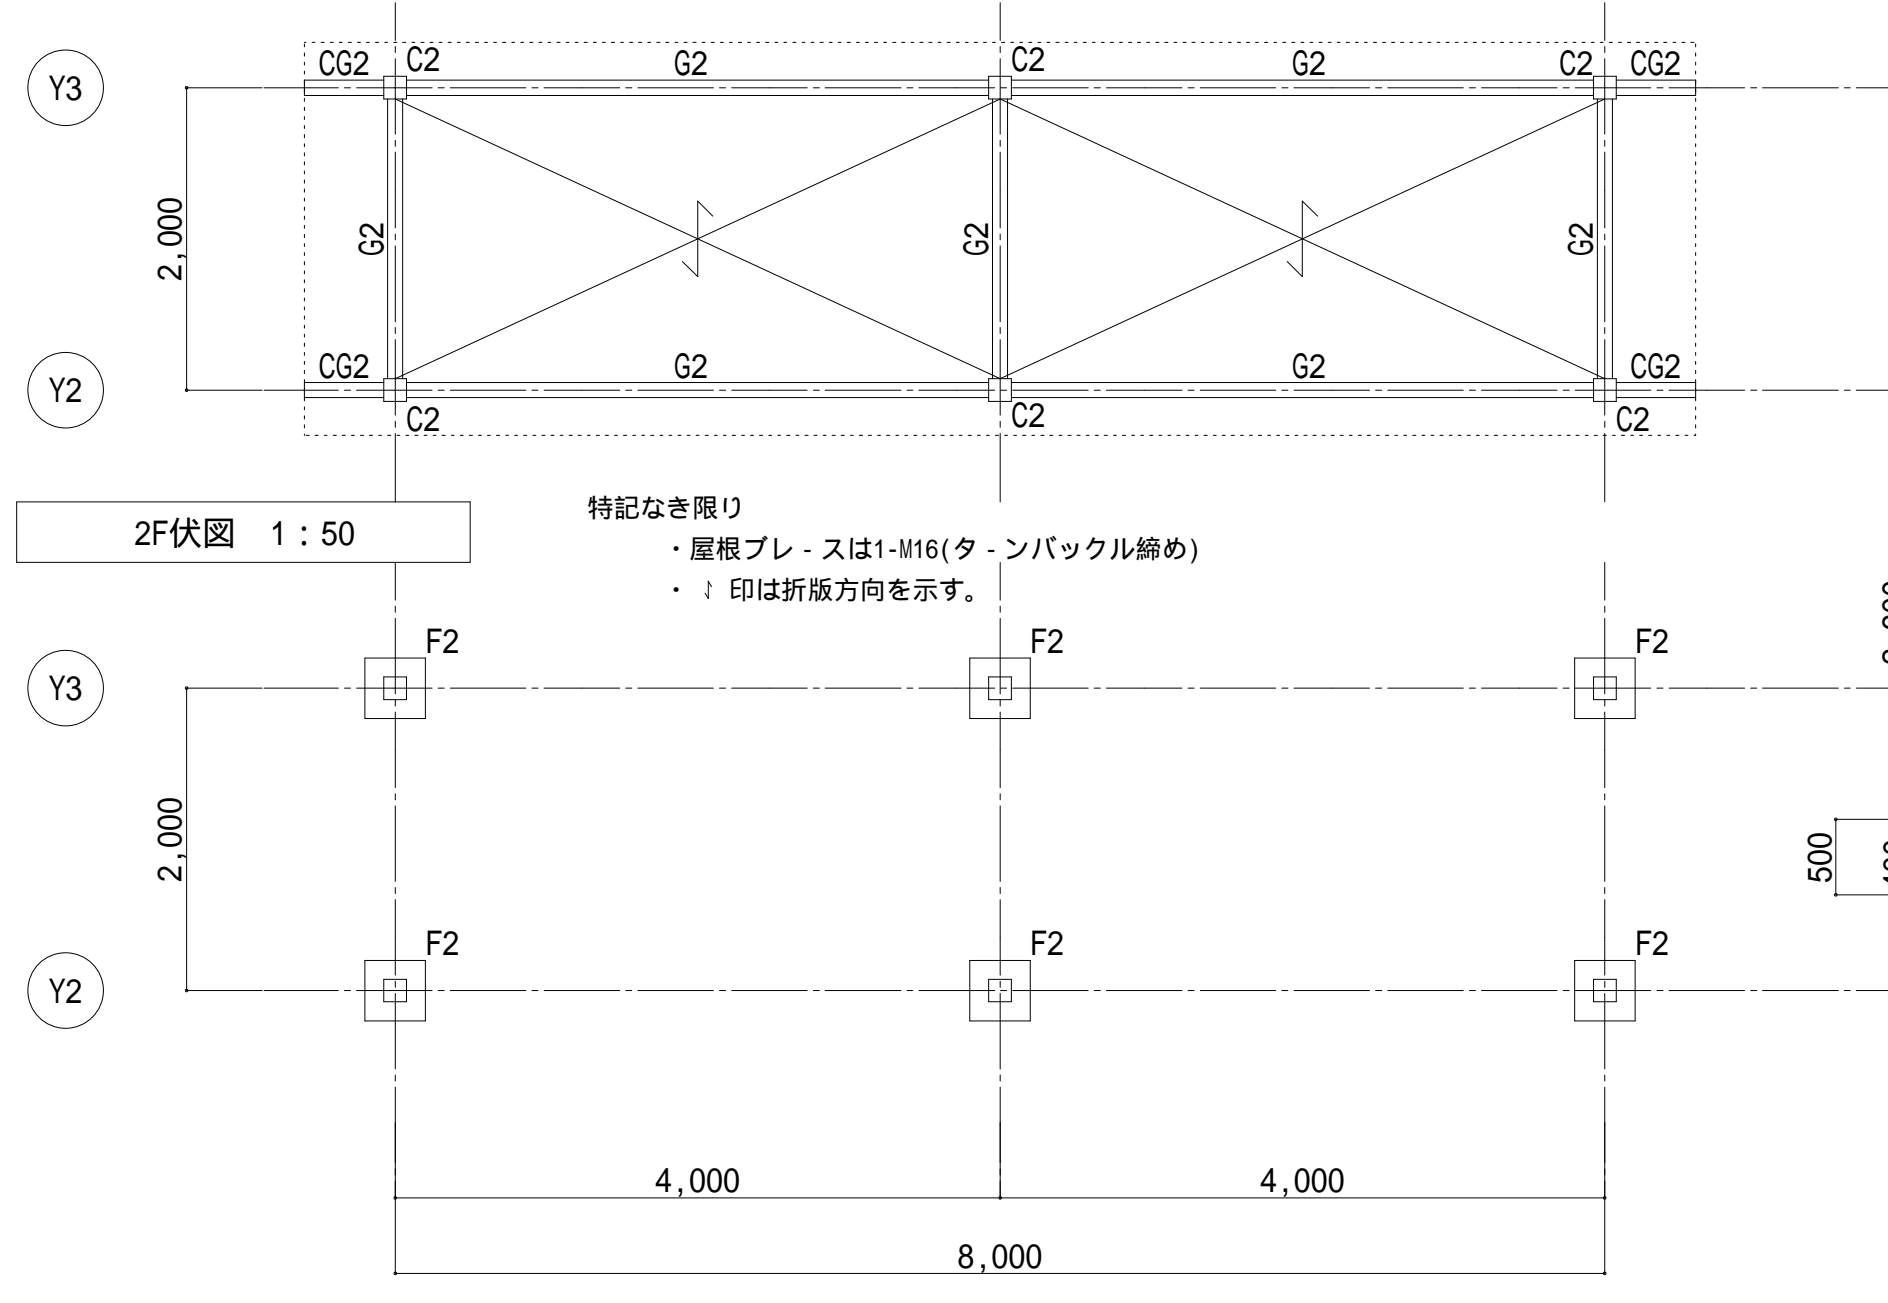 CG2 C2 G2 C2 G2 C2 CG2
Y3
2,000
G2 G2 G2
CG2 G2 G2 CG2
Y2
C2 C2 C2
2F伏図 1：50
特記なき限り
・屋根ブレ-スは1-M16(タ-ンバックル締め)
・ 印は折版方向を示す。
F2 F2 F2
Y3
2,000
500
F2 F2 F2
Y2
4,000 4,000
8,000